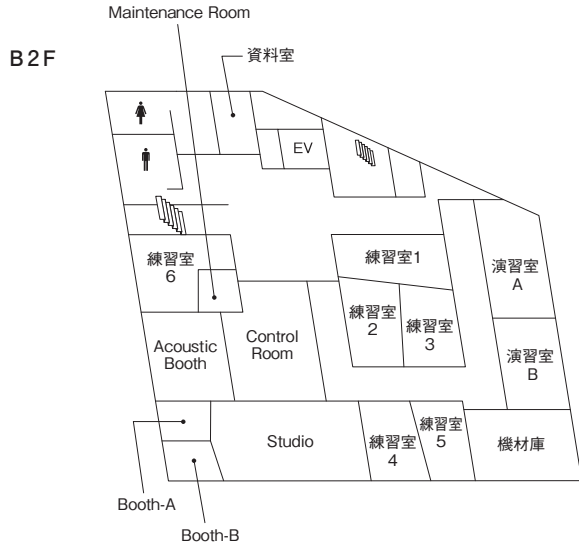 Maintenance Room
B2F
資料室
EV
練習室
6
練習室1
演習室
A
練習室
2
練習室
3
Acoustic
Booth
Control
Room
演習室
B
Studio
練習室
4
練習室
5
機材庫
Booth-A
Booth-B